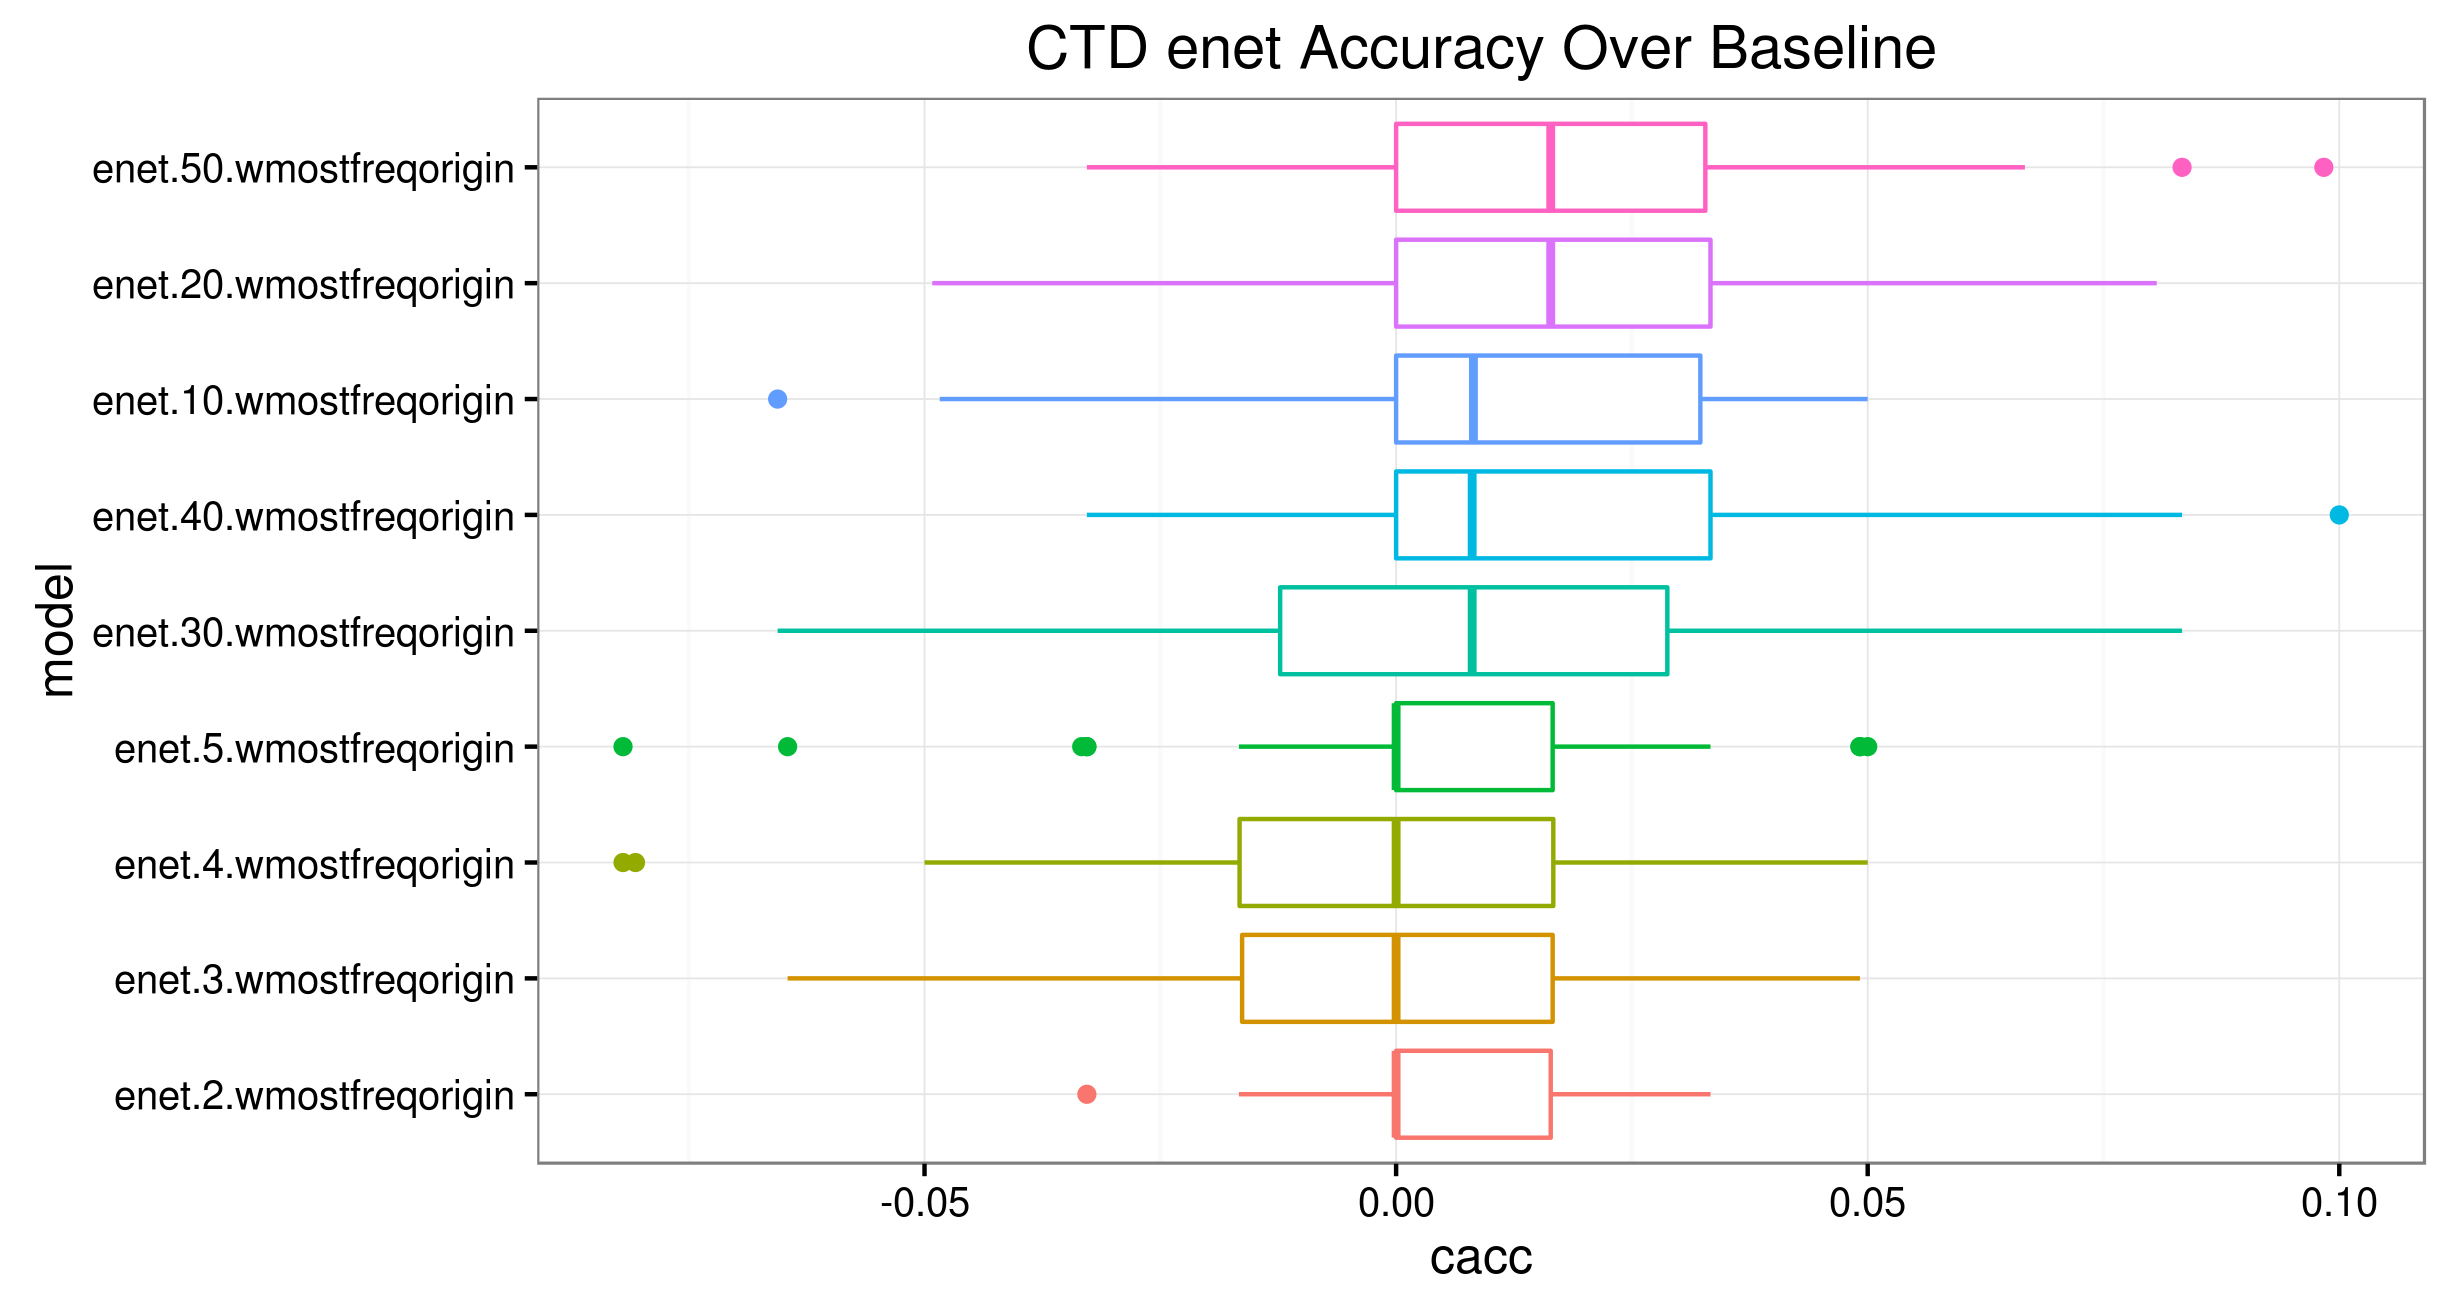 CTD enet Accuracy Over Baseline
model
enet.50.wmostfreqorigin
enet.20.wmostfreqorigin
enet.10.wmostfreqorigin
enet.40.wmostfreqorigin
enet.30.wmostfreqorigin
enet.5.wmostfreqorigin
enet.4.wmostfreqorigin
enet.3.wmostfreqorigin
enet.2.wmostfreqorigin
-0.05 0.00 0.05 0.10
cacc